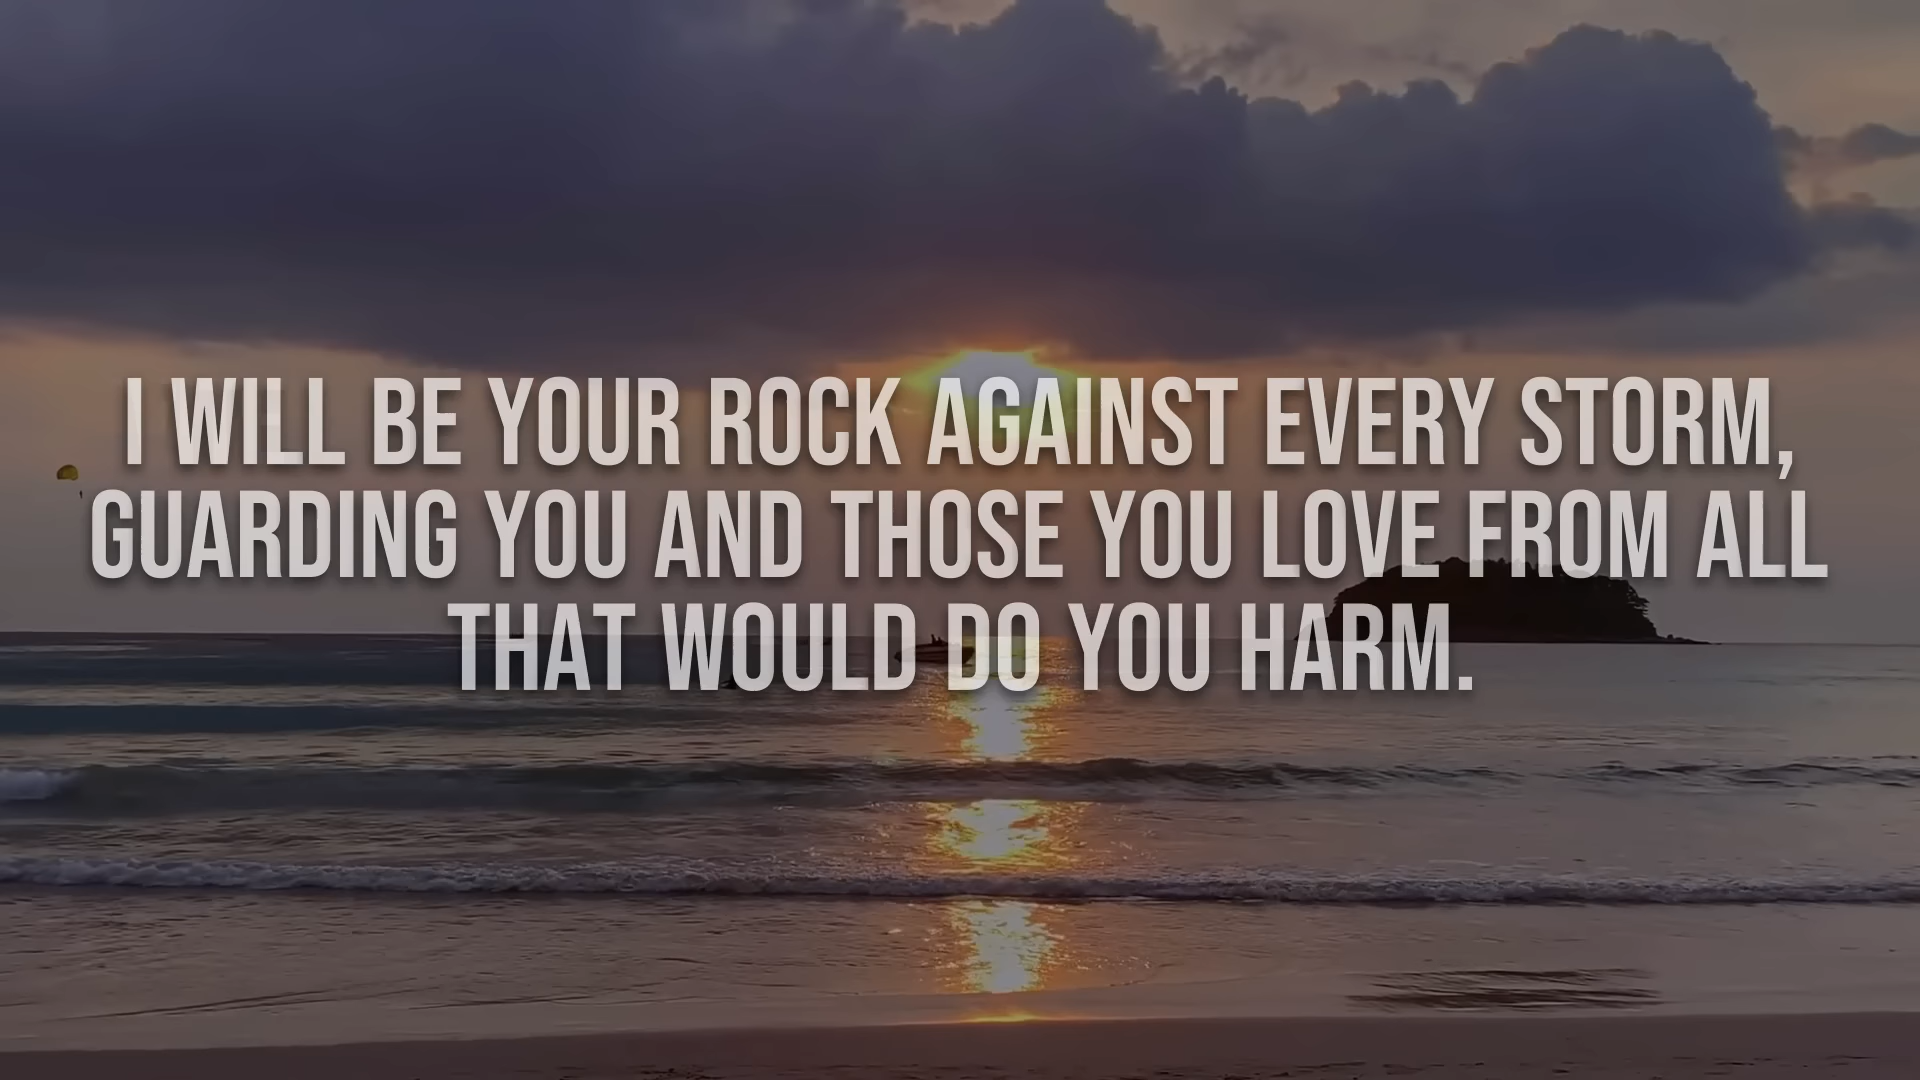 I WILL BE YOUR ROCK AGAINST EVERY STORM,
GUARDING YOU AND THOSE YOU LOVE FROM ALL
THAT WOULD DO YOU HARM.